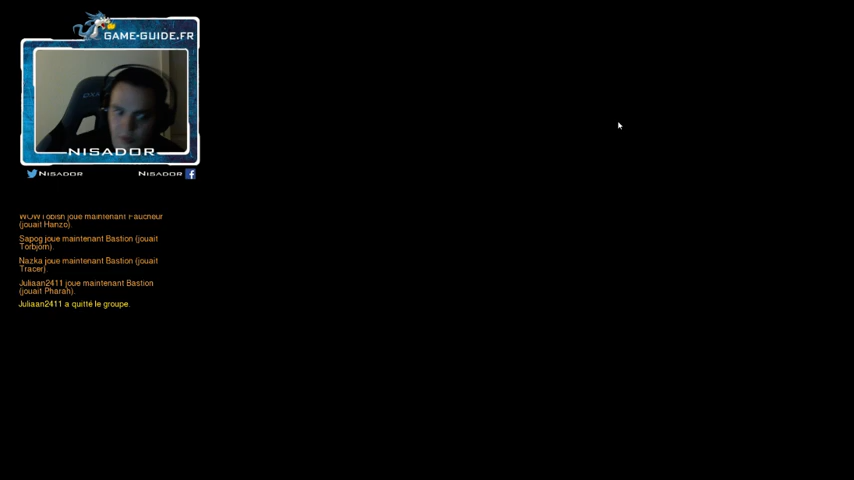 GAME-GUIDE.FR
NISADOR
NISADOR
NISADOR
WOWTobish joue maintenant Faucheur
(jouait Hanzo).
Sapog joue maintenant Bastion (jouait
Torbjörn).
Nazka joue maintenant Bastion (jouait
Tracer).
Juliaan2411 joue maintenant Bastion
(jouait Pharah).
Juliaan2411 a quitté le groupe.